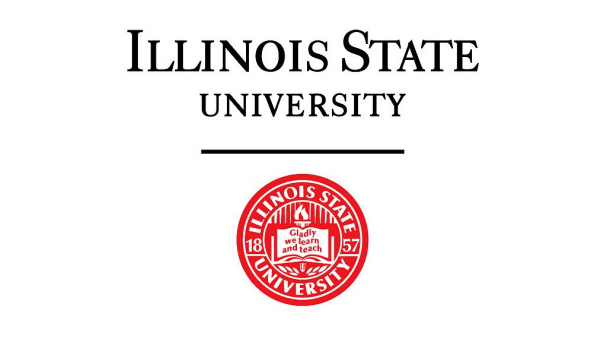 ILLINOIS STATE
UNIVERSITY
ILLINOIS STATE
Gladly
we learn
and teach
18 57
UNIVERSITY